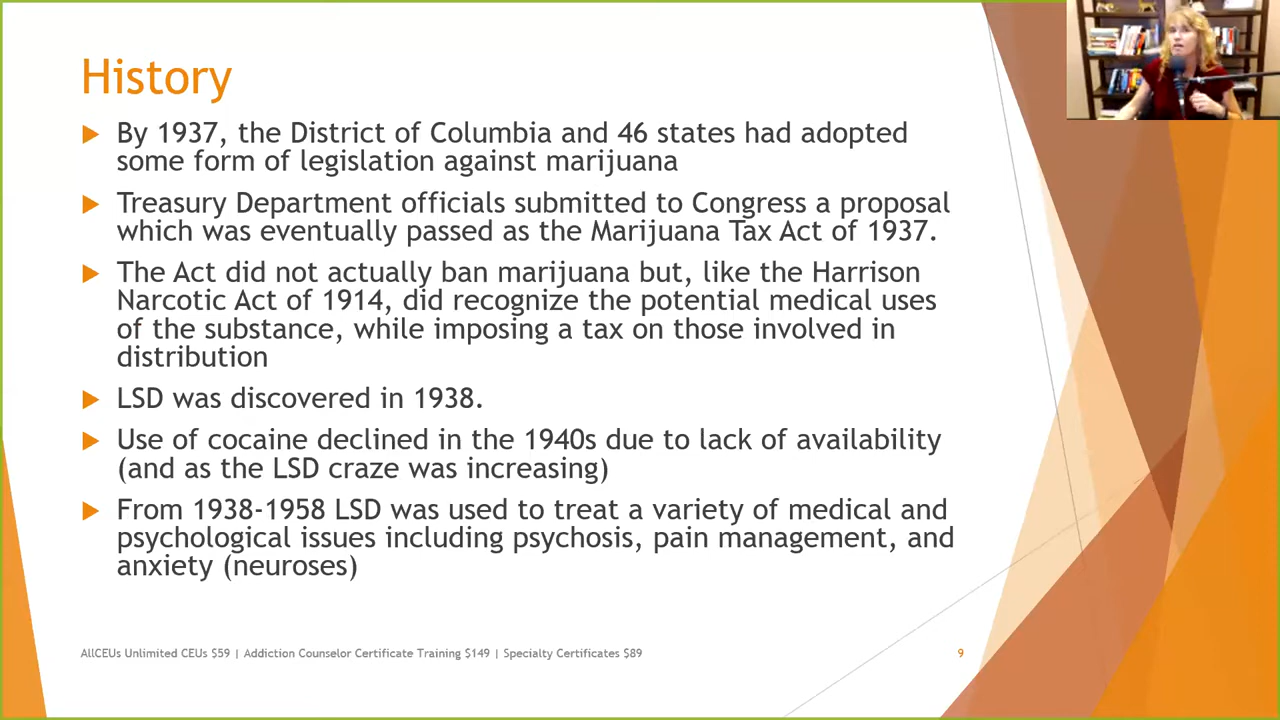 History
By 1937, the District of Columbia and 46 states had adopted
some form of legislation against marijuana
Treasury Department officials submitted to Congress a proposal
which was eventually passed as the Marijuana Tax Act of 1937.
The Act did not actually ban marijuana but, like the Harrison
Narcotic Act of 1914, did recognize the potential medical uses
of the substance, while imposing a tax on those involved in
distribution
LSD was discovered in 1938.
Use of cocaine declined in the 1940s due to lack of availability
(and as the LSD craze was increasing)
From 1938-1958 LSD was used to treat a variety of medical and
psychological issues including psychosis, pain management, and
anxiety (neuroses)
AllCEUs Unlimited CEUs $59 | Addiction Counselor Certificate Training $149 | Specialty Certificates $89
9